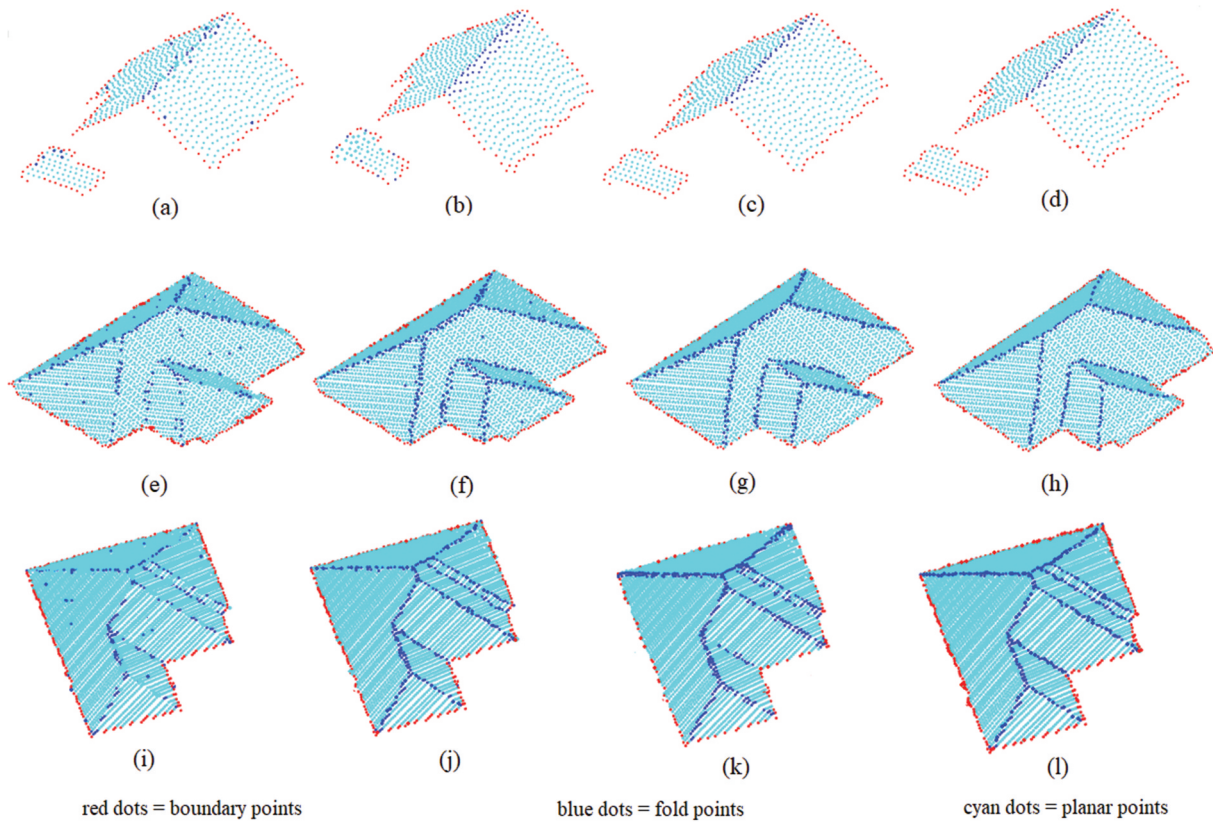 (a) (b) (c) (d)
(e) (f) (g) (h)
(i) (j) (k) (l)
red dots = boundary points blue dots = fold points cyan dots = planar points